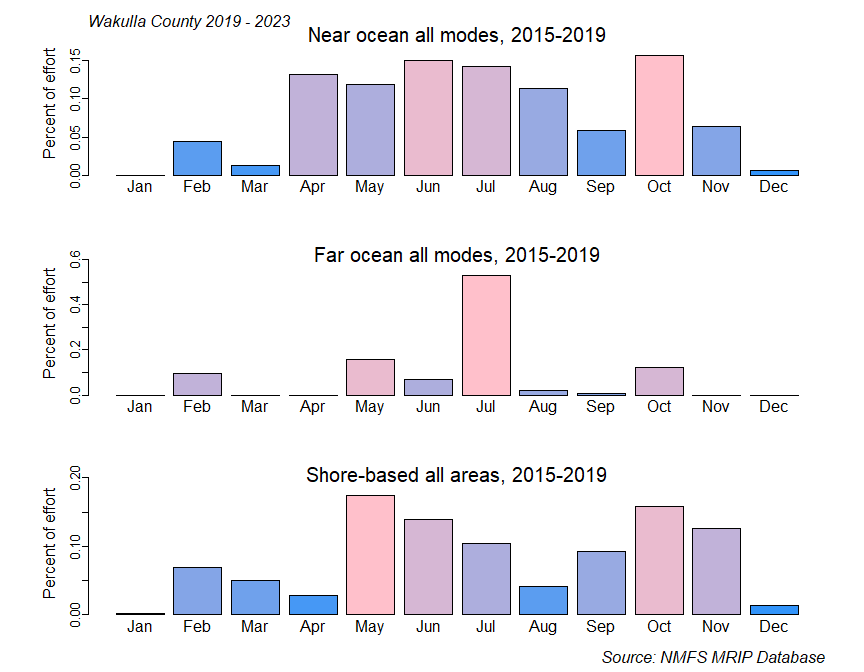 Wakulla County 2019 - 2023
Near ocean all modes, 2015-2019
Percent of effort
0.15
0.10
0.05
0.00
Jan Feb Mar Apr May Jun Jul Aug Sep Oct Nov Dec
Far ocean all modes, 2015-2019
Percent of effort
0.6
0.4
0.2
0.0
Jan Feb Mar Apr May Jun Jul Aug Sep Oct Nov Dec
Shore-based all areas, 2015-2019
Percent of effort
0.20
0.10
0.00
Jan Feb Mar Apr May Jun Jul Aug Sep Oct Nov Dec
Source: NMFS MRIP Database